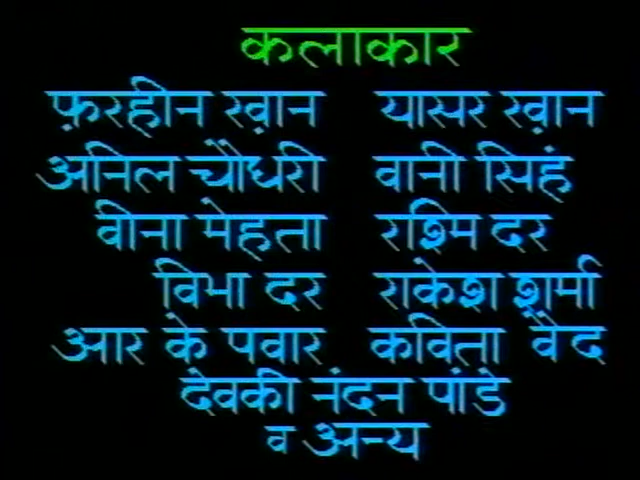 कलाकार
फ़रहीन ख़ान यासर ख़ान
अनिल चौधरी वानी सिंह
वीना मेहता रश्मि दर
विभा दर राकेश शर्मा
आर के पवार कविता वैद
देवकी नंदन पांडे
व अन्य